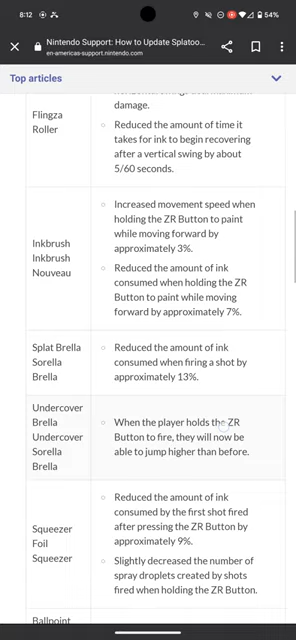 8:12
54%
Nintendo Support: How to Update Splatoo...
en-americas-support.nintendo.com
Top articles
damage.
Flingza
Roller
Reduced the amount of time it
takes for ink to begin recovering
after a vertical swing by about
5/60 seconds.
Inkbrush
Inkbrush
Nouveau
Increased movement speed when
holding the ZR Button to paint
while moving forward by
approximately 3%.
Reduced the amount of ink
consumed when holding the ZR
Button to paint while moving
forward by approximately 7%.
Splat Brella
Sorella
Brella
Reduced the amount of ink
consumed when firing a shot by
approximately 13%.
Undercover
Brella
Undercover
Sorella
Brella
When the player holds the ZR
Button to fire, they will now be
able to jump higher than before.
Squeezer
Foil
Squeezer
Reduced the amount of ink
consumed by the first shot fired
after pressing the ZR Button by
approximately 9%.
Slightly decreased the number of
spray droplets created by shots
fired when holding the ZR Button.
Ballpoint